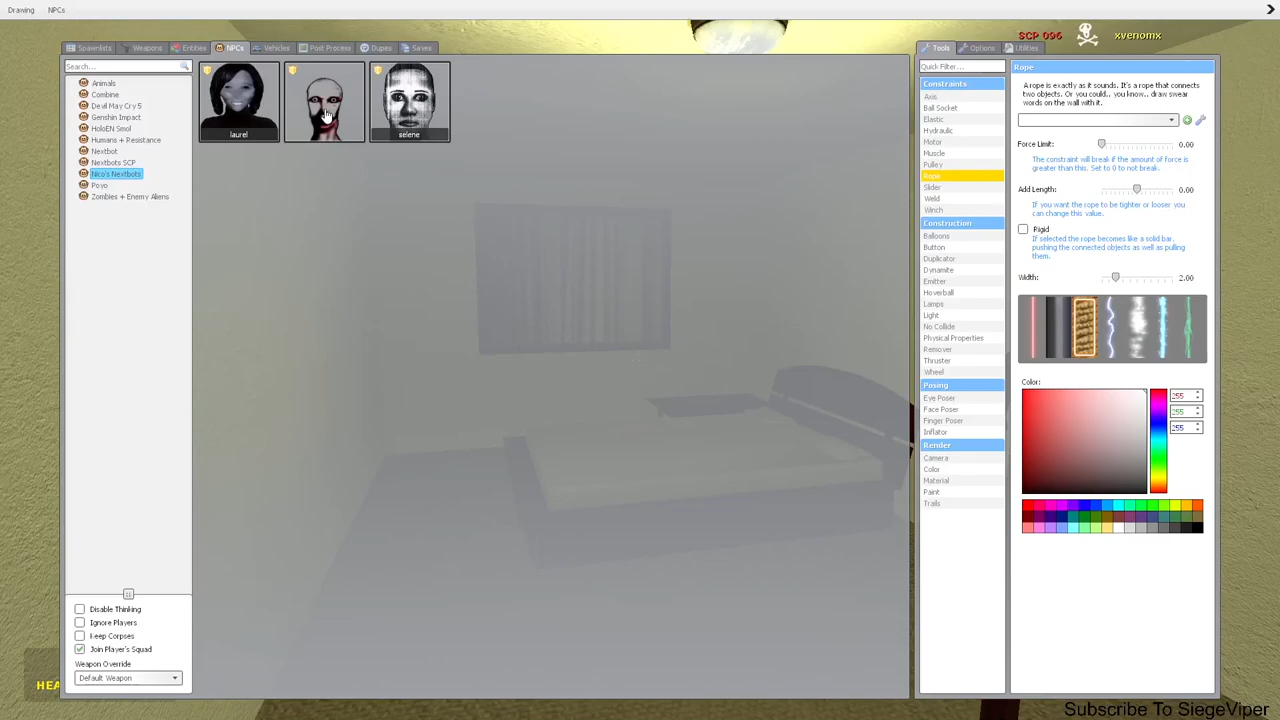 Drawing NPCs
SCP 096 xvenomx
Spawnlists Weapons Entities NPCs Vehicles Post Process Dupes Saves
Search...
Animals
Combine
Devil May Cry 5
Genshin Impact
HoloEN Smol
Humans + Resistance
Nextbot
Nextbots SCP
Nico's Nextbots
Poyo
Zombies + Enemy Aliens
laurel
selene
Disable Thinking
Ignore Players
Keep Corpses
Join Player's Squad
Weapon Override
Default Weapon
Tools Options Utilities
Quick Filter...
Constraints
Axis
Ball Socket
Elastic
Hydraulic
Motor
Muscle
Pulley
Rope
Slider
Weld
Winch
Construction
Balloons
Button
Duplicator
Dynamite
Emitter
Hoverball
Lamps
Light
No Collide
Physical Properties
Remover
Thruster
Wheel
Posing
Eye Poser
Face Poser
Finger Poser
Inflator
Render
Camera
Color
Material
Paint
Trails
Rope
A rope is exactly as it sounds. It's a rope that connects
two objects. Or you could.. you know.. draw swear
words on the wall with it.
Force Limit: 0.00
The constraint will break if the amount of force is
greater than this. Set to 0 to not break.
Add Length: 0.00
If you want the rope to be tighter or looser you
can change this value.
Rigid
If selected the rope becomes like a solid bar,
pushing the connected objects as well as pulling
them.
Width: 2.00
Color:
255
255
255
Subscribe To SiegeViper